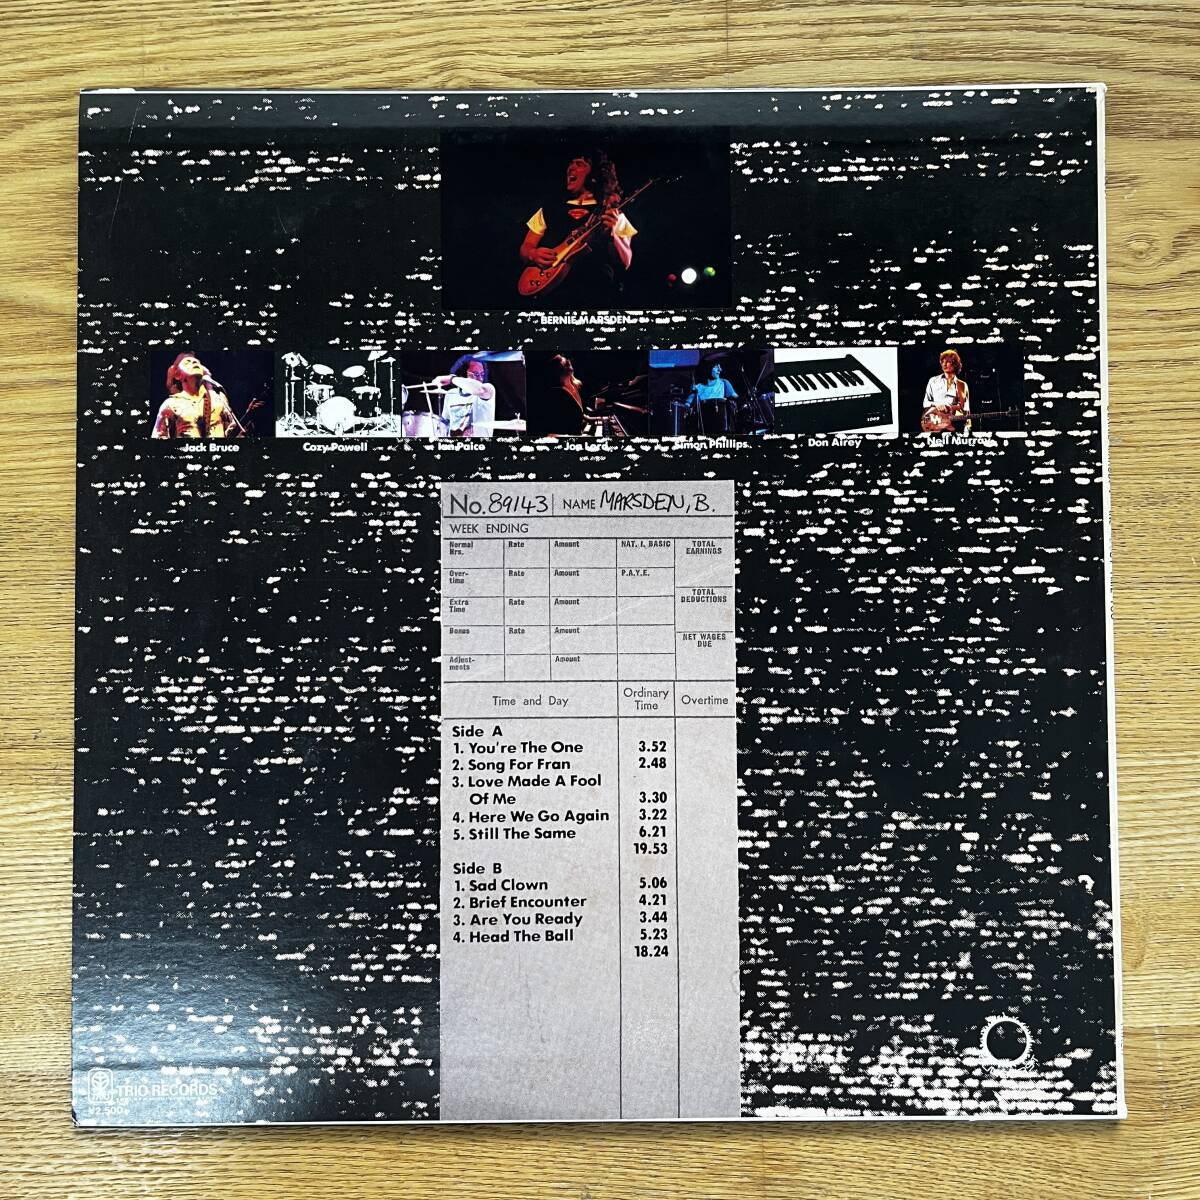 BERNIE MARSDEN
Jack Bruce
Cozy Powell
Ian Paice
Jon Lord
Simon Phillips
Don Airey
Neil Murray
No. 89143 NAME MARSDEN, B.
WEEK ENDING
Normal Hrs. Rate Amount NAT. I. BASIC TOTAL EARNINGS
Over-time Rate Amount P.A.Y.E.
TOTAL DEDUCTIONS
Extra Time Rate Amount
Bonus Rate Amount
NET WAGES DUE
Adjust-ments Amount
Time and Day Ordinary Time Overtime
Side A
1. You're The One 3.52
2. Song For Fran 2.48
3. Love Made A Fool
Of Me 3.30
4. Here We Go Again 3.22
5. Still The Same 6.21
19.53
Side B
1. Sad Clown 5.06
2. Brief Encounter 4.21
3. Are You Ready 3.44
4. Head The Ball 5.23
18.24
TRIO RECORDS
¥2,500